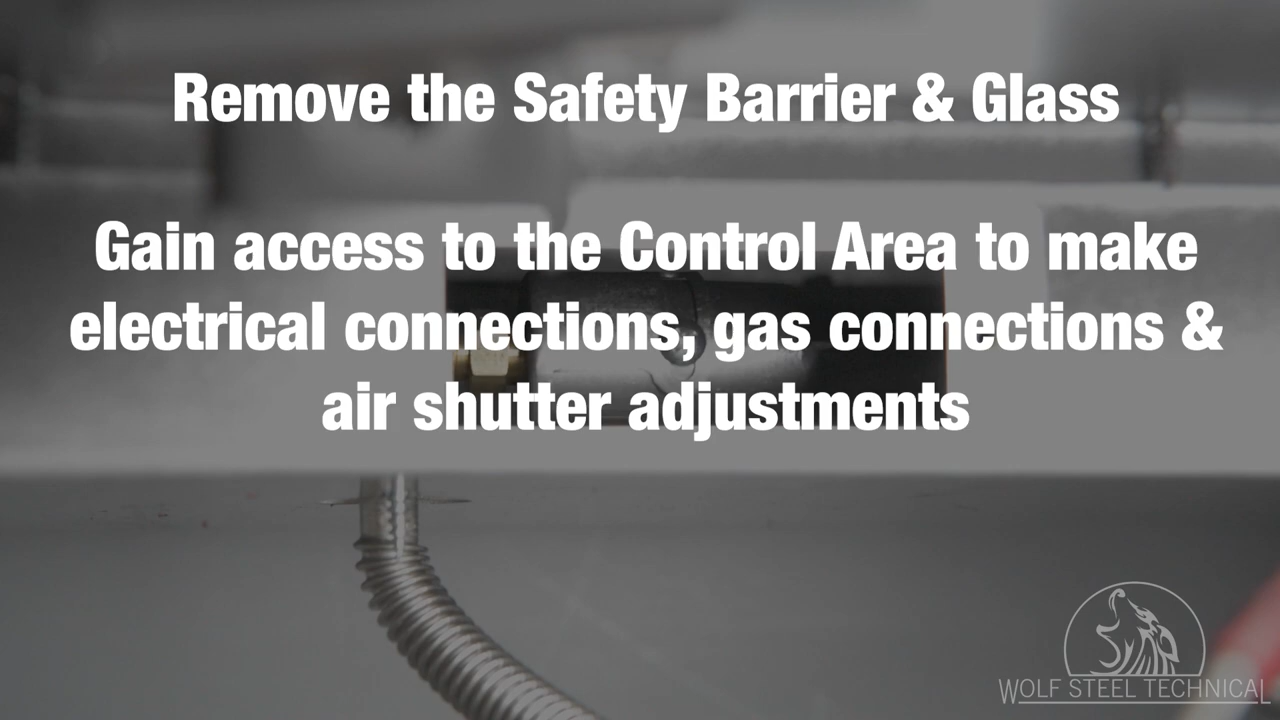 Remove the Safety Barrier & Glass
Gain access to the Control Area to make
electrical connections, gas connections &
air shutter adjustments
WOLF STEEL TECHNICAL